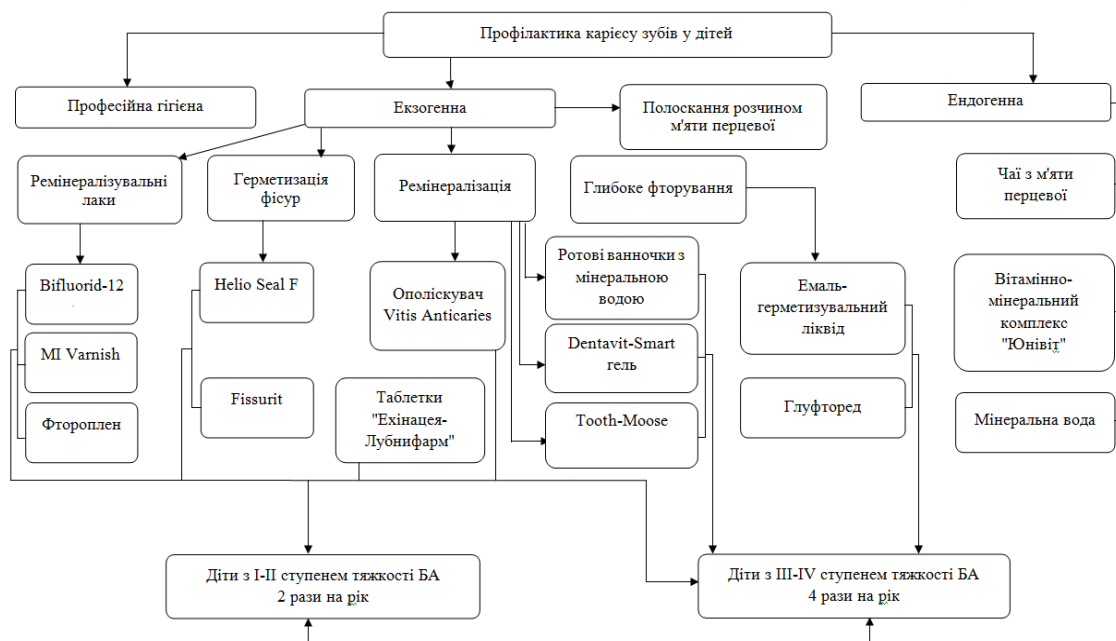 Профілактика карієсу зубів у дітей
Професійна гігієна
Екзогенна
Полоскання розчином
м'яти перцевої
Ендогенна
Ремінералізувальні
лаки
Герметизація
фісур
Ремінералізація
Глибоке фторування
Чаї з м'яти
перцевої
Bifluorid-12
Helio Seal F
Ополіскувач
Vitis Anticaries
Ротові ванночки з
мінеральною
водою
Емаль-
герметизувальний
ліквід
Вітамінно-
мінеральний
комплекс
"Юнівіт"
MI Varnish
Dentavit-Smart
гель
Фтороплен
Fissurit
Таблетки
"Ехінацея-
Лубнифарм"
Tooth-Moose
Глуфторед
Мінеральна вода
Діти з І-ІІ ступенем тяжкості БА
2 рази на рік
Діти з ІІІ-IV ступенем тяжкості БА
4 рази на рік